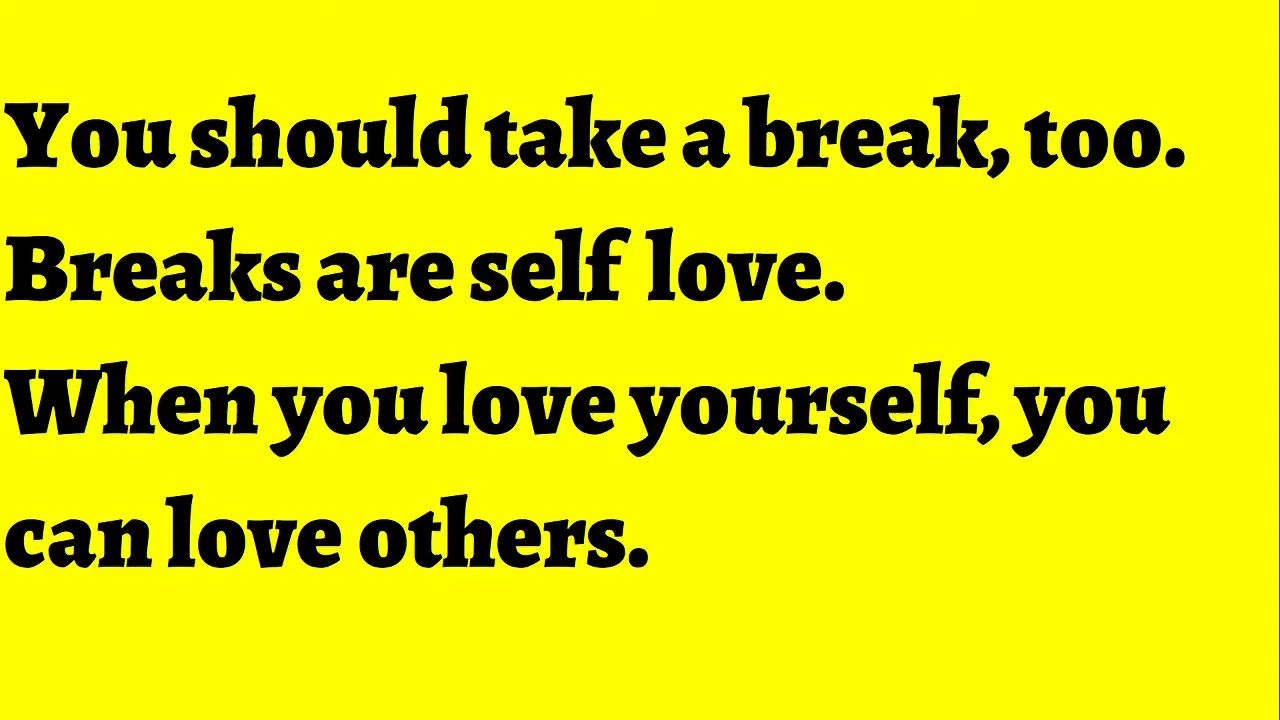 You should take a break, too.
Breaks are self love.
When you love yourself, you
can love others.